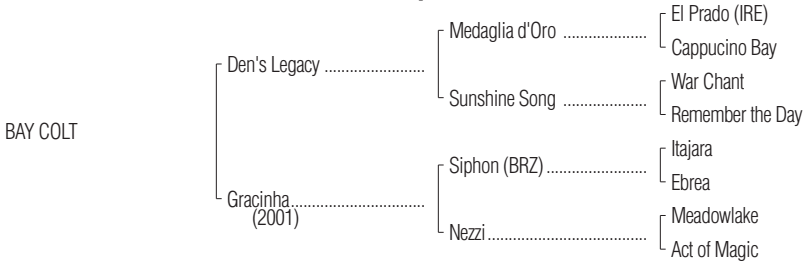 El Prado (IRE)
Medaglia d'Oro ....................
Cappucino Bay
Den's Legacy ........................
War Chant
Sunshine Song ....................
Remember the Day
BAY COLT
Itajara
Siphon (BRZ) ........................
Ebrea
Gracinha................................
(2001)
Meadowlake
Nezzi......................................
Act of Magic